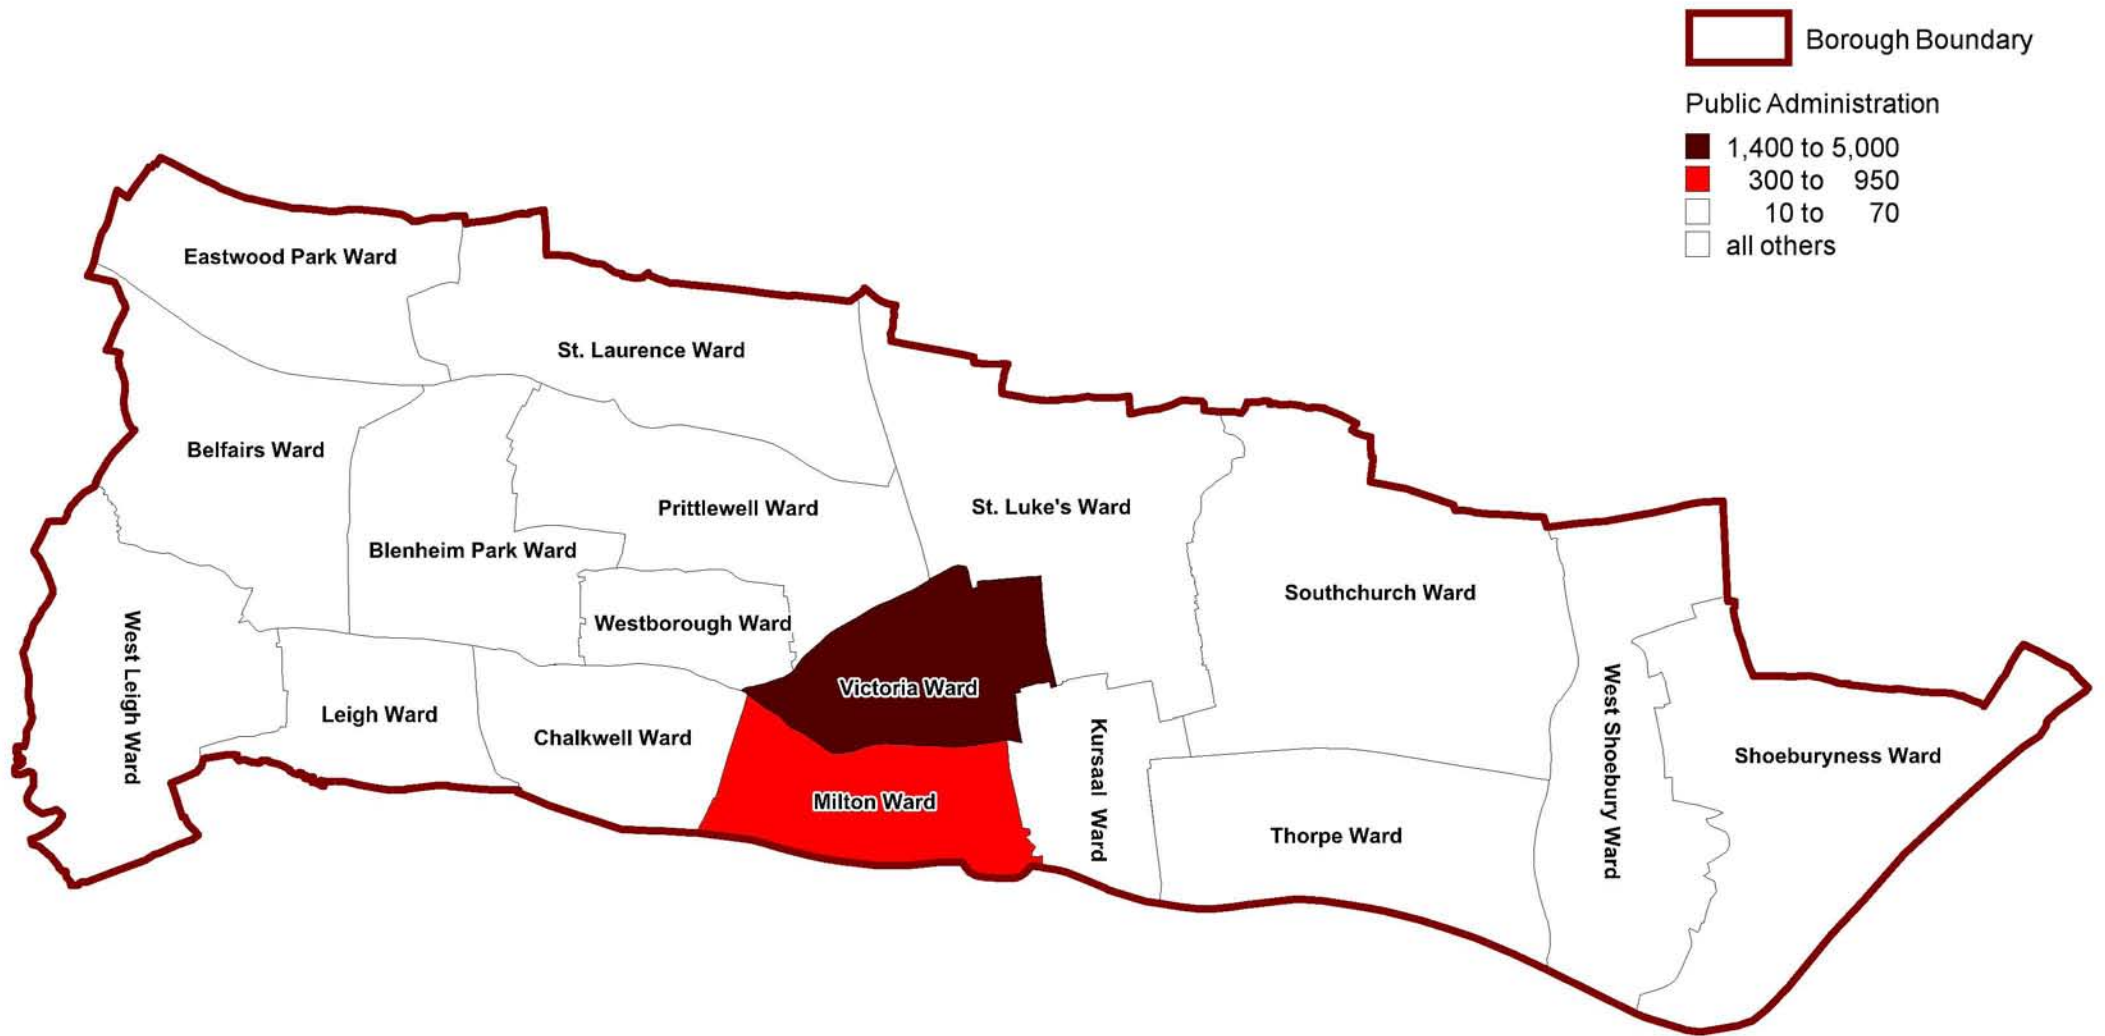 Borough Boundary
Public Administration
1,400 to 5,000
300 to 950
10 to 70
all others
Eastwood Park Ward
St. Laurence Ward
Belfairs Ward
Prittlewell Ward
St. Luke's Ward
Blenheim Park Ward
Southchurch Ward
Westborough Ward
West Leigh Ward
Victoria Ward
Leigh Ward
Chalkwell Ward
Kursaal Ward
West Shoebury Ward
Shoeburyness Ward
Milton Ward
Thorpe Ward